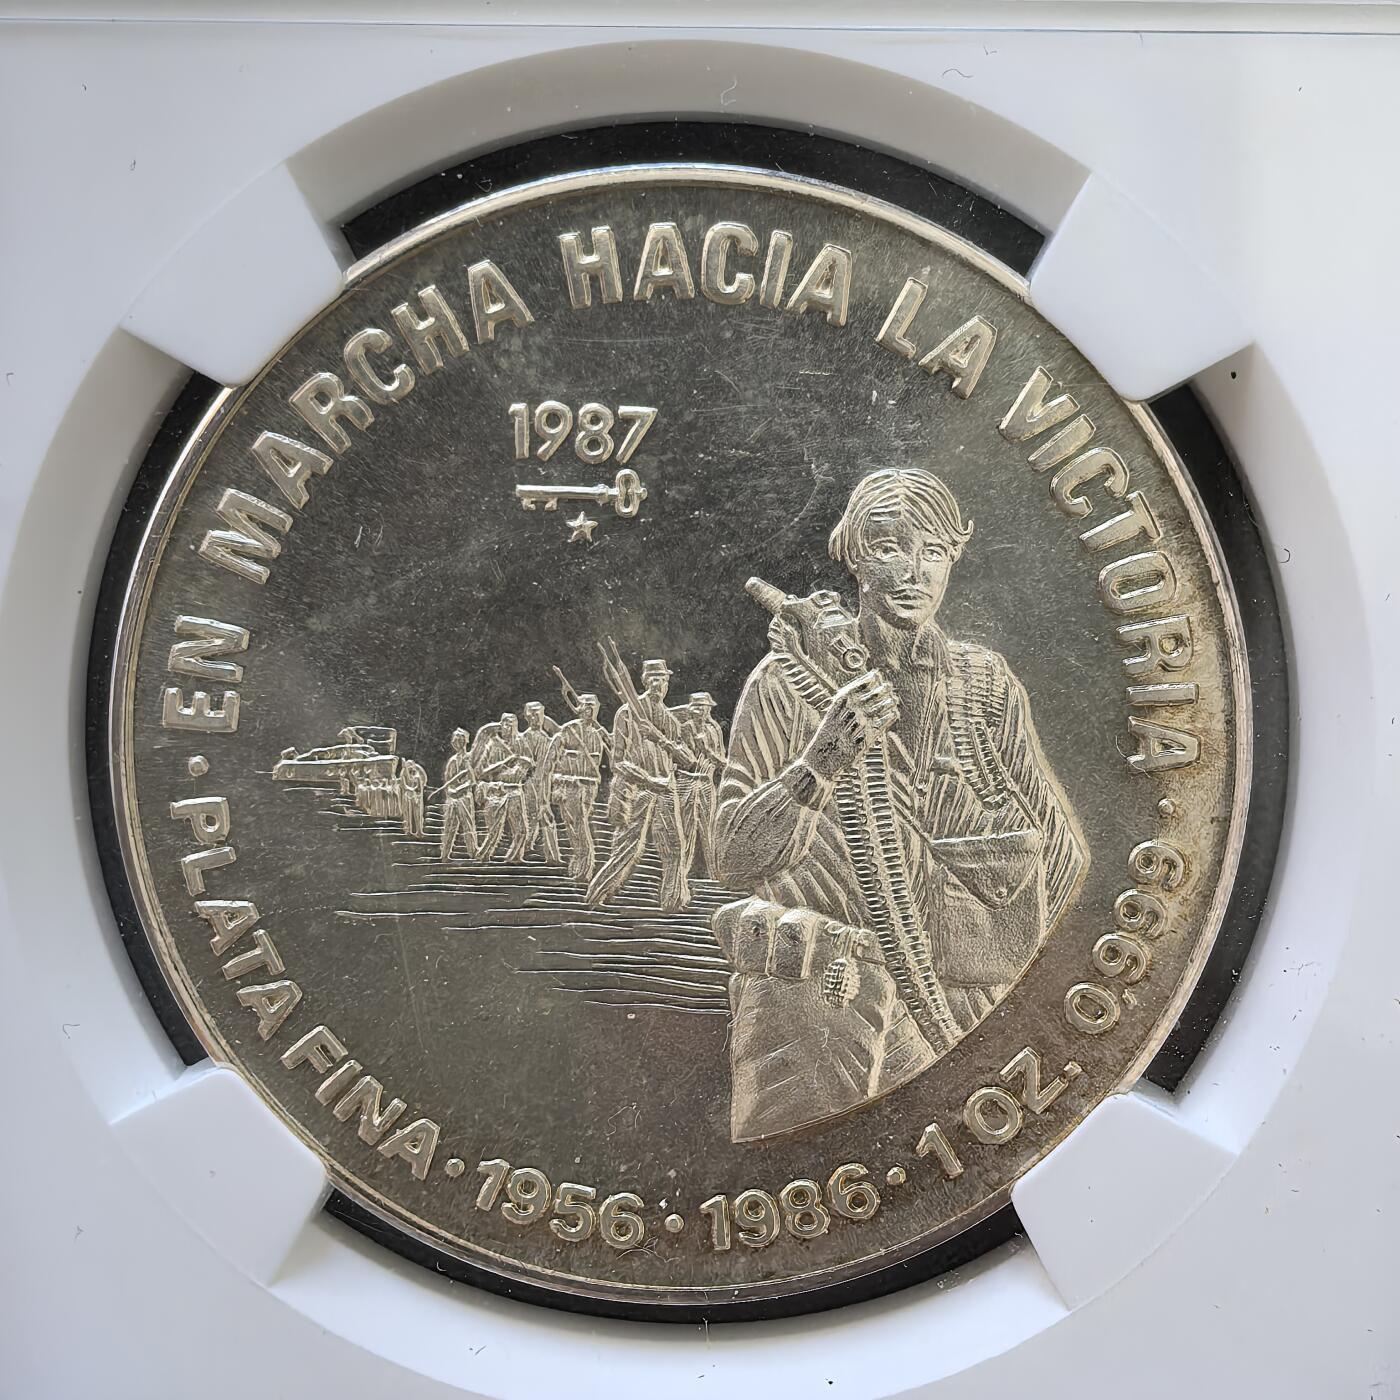 EN MARCHA HACIA LA VICTORIA · 0.999 ·
1987
PLATA FINA · 1956 · 1986 · 1 OZ.